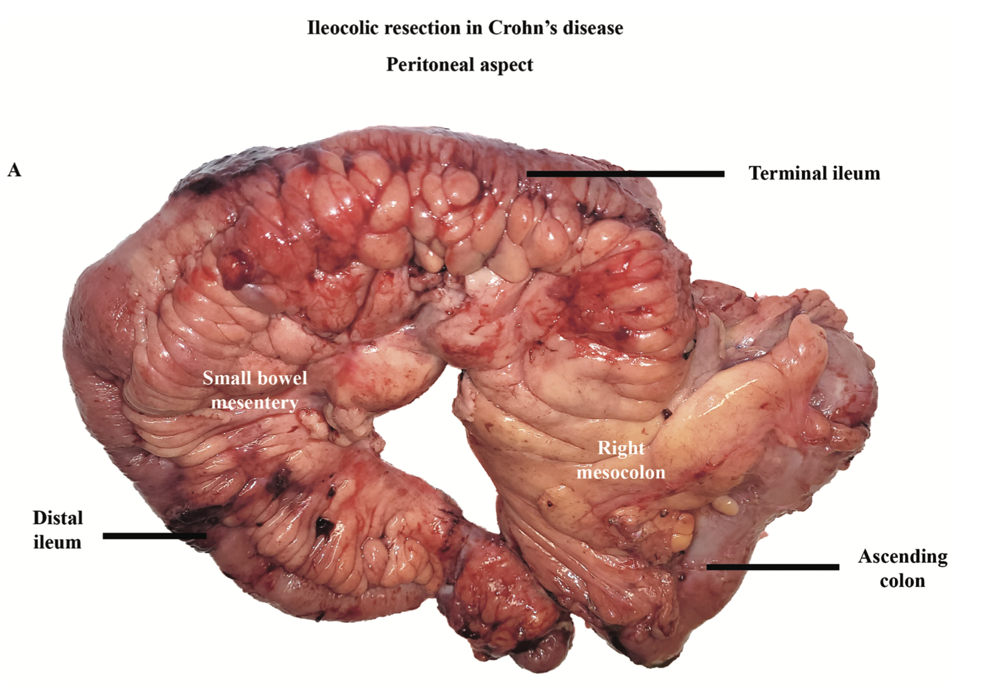 Ileocolic resection in Crohn’s disease
Peritoneal aspect
A
Terminal ileum
Small bowel
mesentery
Right
mesocolon
Distal
ileum
Ascending
colon